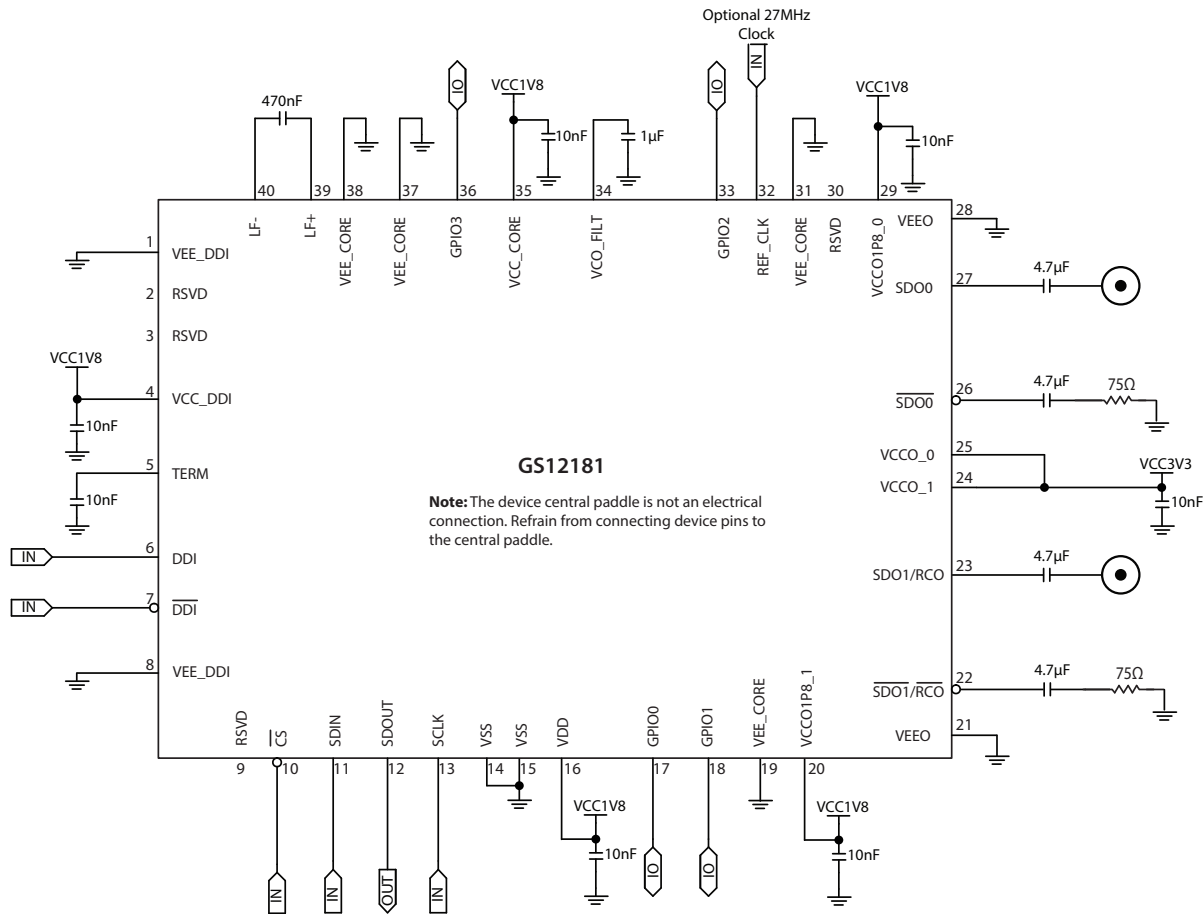 Optional 27MHz
Clock
IO
IO
IN
VCC1V8
VCC1V8
470nF
10nF
1µF
10nF
40
39
38
37
36
35
34
33
32
31
30
29
LF-
LF+
VEE_CORE
VEE_CORE
GPIO3
VCC_CORE
VCO_FILT
GPIO2
REF_CLK
VEE_CORE
RSVD
VCCO1P8_0
1
VEE_DDI
2
RSVD
3
RSVD
VCC1V8
4
VCC_DDI
10nF
5
TERM
10nF
IN
6
DDI
IN
7
DDI
8
VEE_DDI
GS12181
Note: The device central paddle is not an electrical
connection. Refrain from connecting device pins to
the central paddle.
VEEO
28
SDO0
27
4.7µF
SDO0
26
4.7µF
75Ω
VCCO_0
25
VCCO_1
24
VCC3V3
10nF
SDO1/RCO
23
4.7µF
SDO1/RCO
22
4.7µF
75Ω
VEEO
21
RSVD
CS
SDIN
SDOUT
SCLK
VSS
VSS
VDD
GPIO0
GPIO1
VEE_CORE
VCCO1P8_1
9
10
11
12
13
14
15
16
17
18
19
20
VCC1V8
10nF
VCC1V8
10nF
IN
IN
OUT
IN
IO
IO